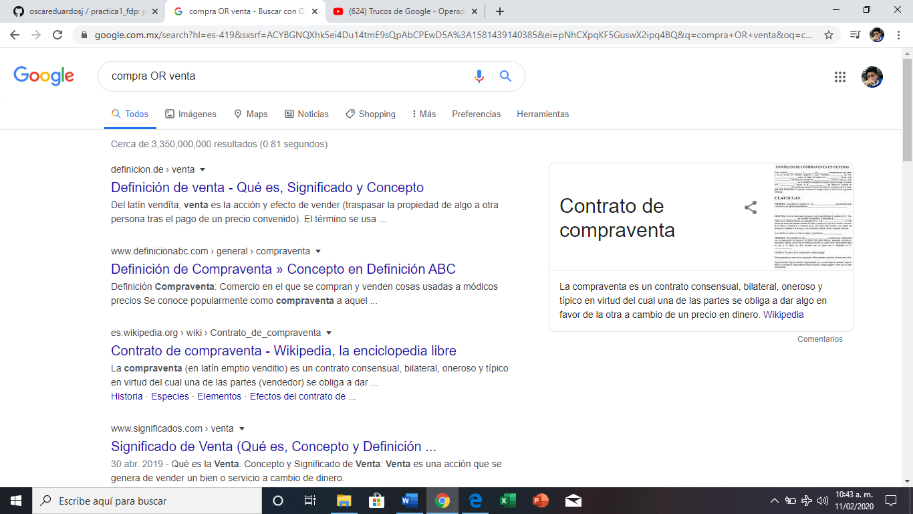 oscareduardosj / practica1_fdp: p
compra OR venta - Buscar con G
(624) Trucos de Google - Operad
google.com.mx/search?hl=es-419&sxsrf=ACYBGNQXhk5ei4Du14tmE9sQpAbCPEwD5A%3A1581439140385&ei=pNhCXpqKF5GuswX2ipq4BQ&q=compra+OR+venta&oq=c...
Google
compra OR venta
Todos
Imágenes
Maps
Noticias
Shopping
Más
Preferencias
Herramientas
Cerca de 3,350,000,000 resultados (0.81 segundos)
definicion.de › venta
Definición de venta - Qué es, Significado y Concepto
Del latín vendĭta, venta es la acción y efecto de vender (traspasar la propiedad de algo a otra
persona tras el pago de un precio convenido). El término se usa ...
www.definicionabc.com › general › compraventa
Definición de Compraventa » Concepto en Definición ABC
Definición Compraventa: Comercio en el que se compran y venden cosas usadas a módicos
precios Se conoce popularmente como compraventa a aquel ...
es.wikipedia.org › wiki › Contrato_de_compraventa
Contrato de compraventa - Wikipedia, la enciclopedia libre
La compraventa (en latín emptio venditio) es un contrato consensual, bilateral, oneroso y típico
en virtud del cual una de las partes (vendedor) se obliga a dar ...
Historia · Especies · Elementos · Efectos del contrato de ...
www.significados.com › venta
Significado de Venta (Qué es, Concepto y Definición ...
30 abr. 2019 - Qué es la Venta. Concepto y Significado de Venta: Venta es una acción que se
genera de vender un bien o servicio a cambio de dinero.
Contrato de
compraventa
CLAUSULAS
La compraventa es un contrato consensual, bilateral, oneroso y
típico en virtud del cual una de las partes se obliga a dar algo en
favor de la otra a cambio de un precio en dinero. Wikipedia
Comentarios
Escribe aquí para buscar
10:43 a. m.
11/02/2020